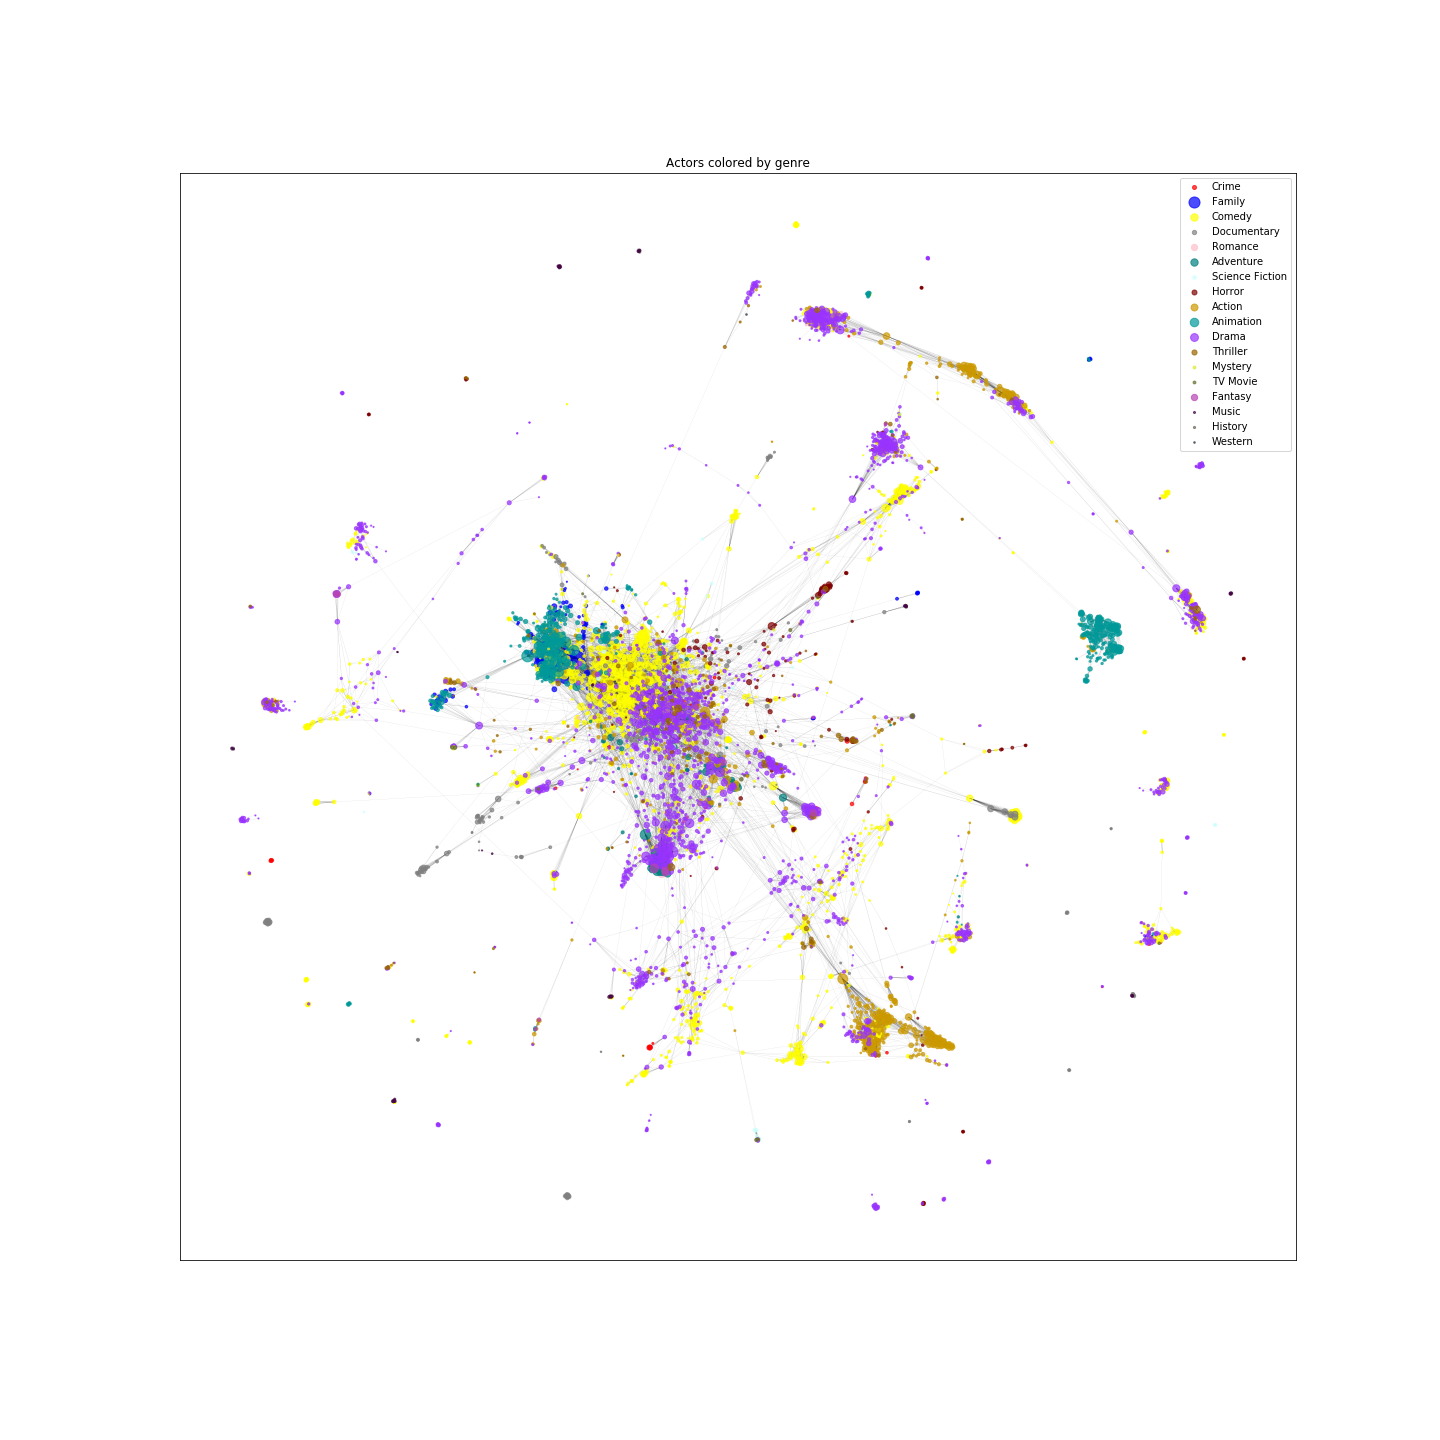 Actors colored by genre
Crime
Family
Comedy
Documentary
Romance
Adventure
Science Fiction
Horror
Action
Animation
Drama
Thriller
Mystery
TV Movie
Fantasy
Music
History
Western